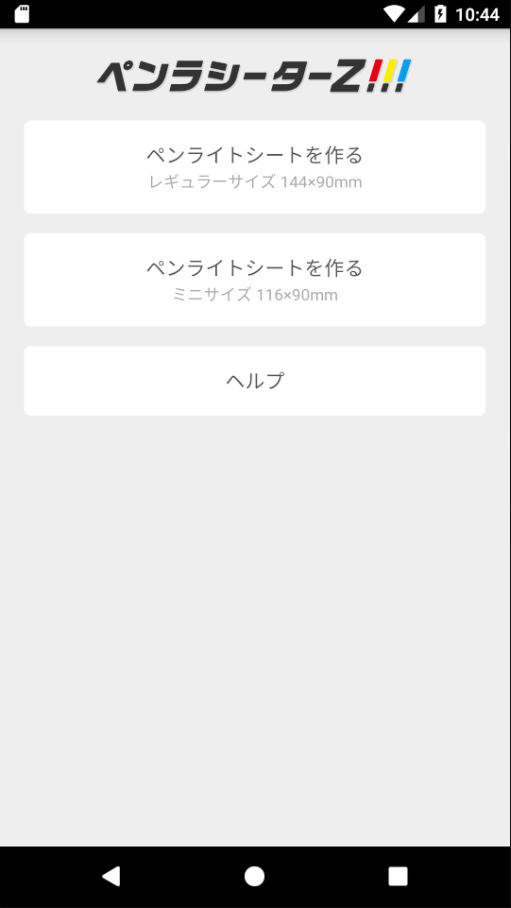 10:44
ペンラシーターZ!!!
ペンライトシートを作る
レギュラーサイズ 144×90mm
ペンライトシートを作る
ミニサイズ 116×90mm
ヘルプ